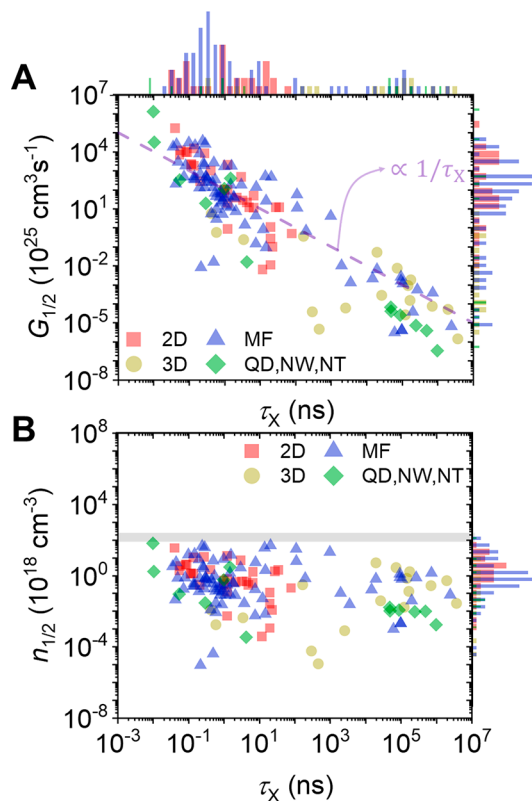 A
10^7
10^4
10^1
10^-2
10^-5
10^-8
G_1/2 (10^25 cm^3s^-1)
∝ 1/τ_X
2D
MF
3D
QD,NW,NT
τ_X (ns)
B
10^8
10^4
10^0
10^-4
10^-8
n_1/2 (10^18 cm^-3)
2D
MF
3D
QD,NW,NT
10^-3 10^-1 10^1 10^3 10^5 10^7
τ_X (ns)